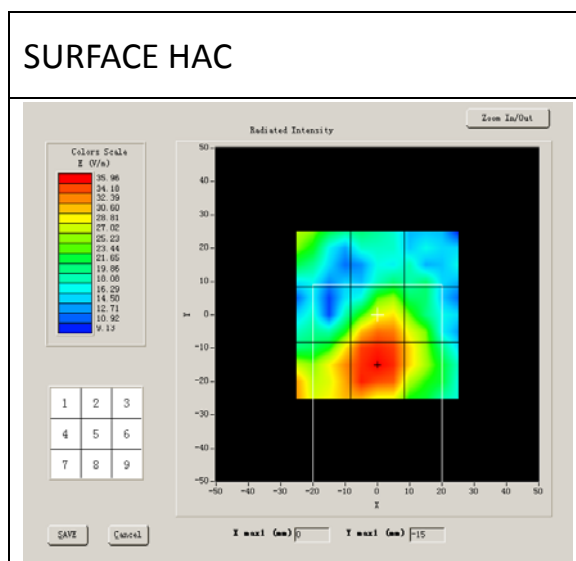 SURFACE HAC
Zoom In/Out
Radiated Intensity
Colors Scale
E (V/m)
35.96
34.18
32.39
30.60
28.81
27.02
25.23
23.44
21.65
19.86
18.08
16.29
14.50
12.71
10.92
9.13
1 2 3
4 5 6
7 8 9
50
40
30
20
10
0
-10
-20
-30
-40
-50
Y
-50 -40 -30 -20 -10 0 10 20 30 40 50
X
SAVE Cancel X max1 (mm) 0 Y max1 (mm) -15